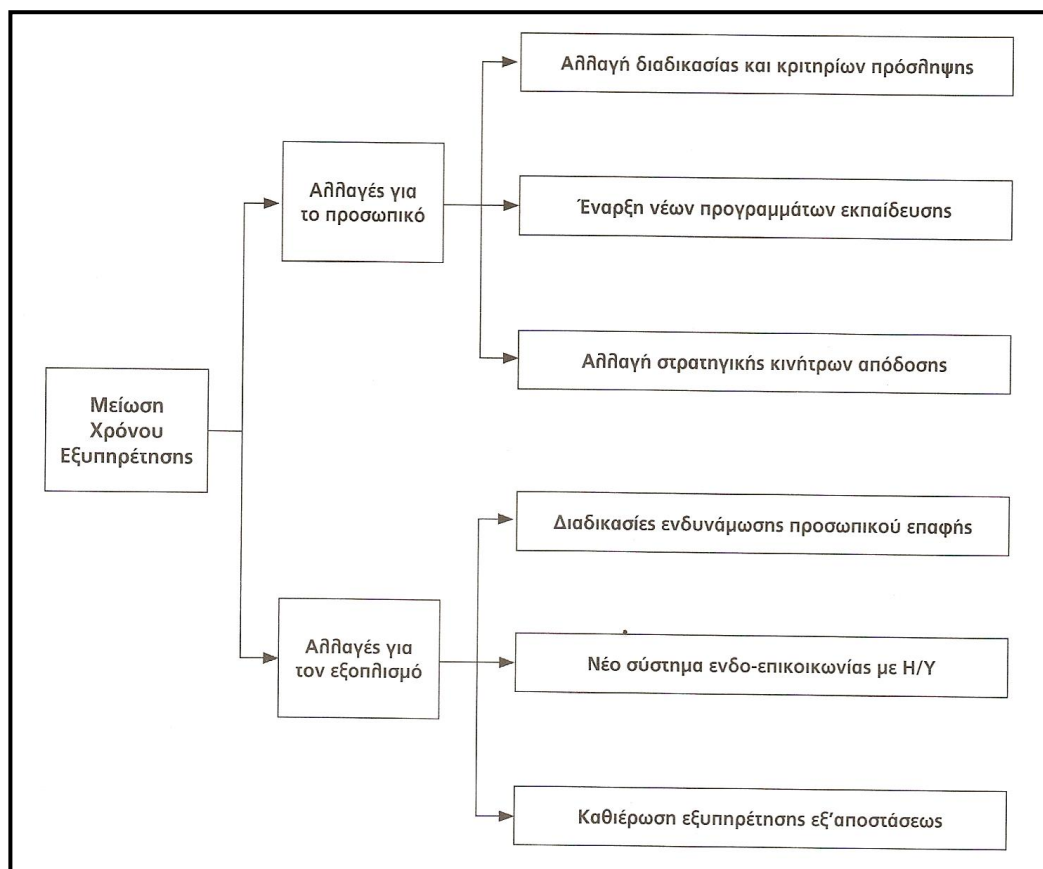 Αλλαγή διαδικασίας και κριτηρίων πρόσληψης
Αλλαγές για
το προσωπικό
Έναρξη νέων προγραμμάτων εκπαίδευσης
Αλλαγή στρατηγικής κινήτρων απόδοσης
Μείωση
Χρόνου
Εξυπηρέτησης
Διαδικασίες ενδυνάμωσης προσωπικού επαφής
Αλλαγές για
τον εξοπλισμό
Νέο σύστημα ενδο-επικοικωνίας με Η/Υ
Καθιέρωση εξυπηρέτησης εξ’αποστάσεως